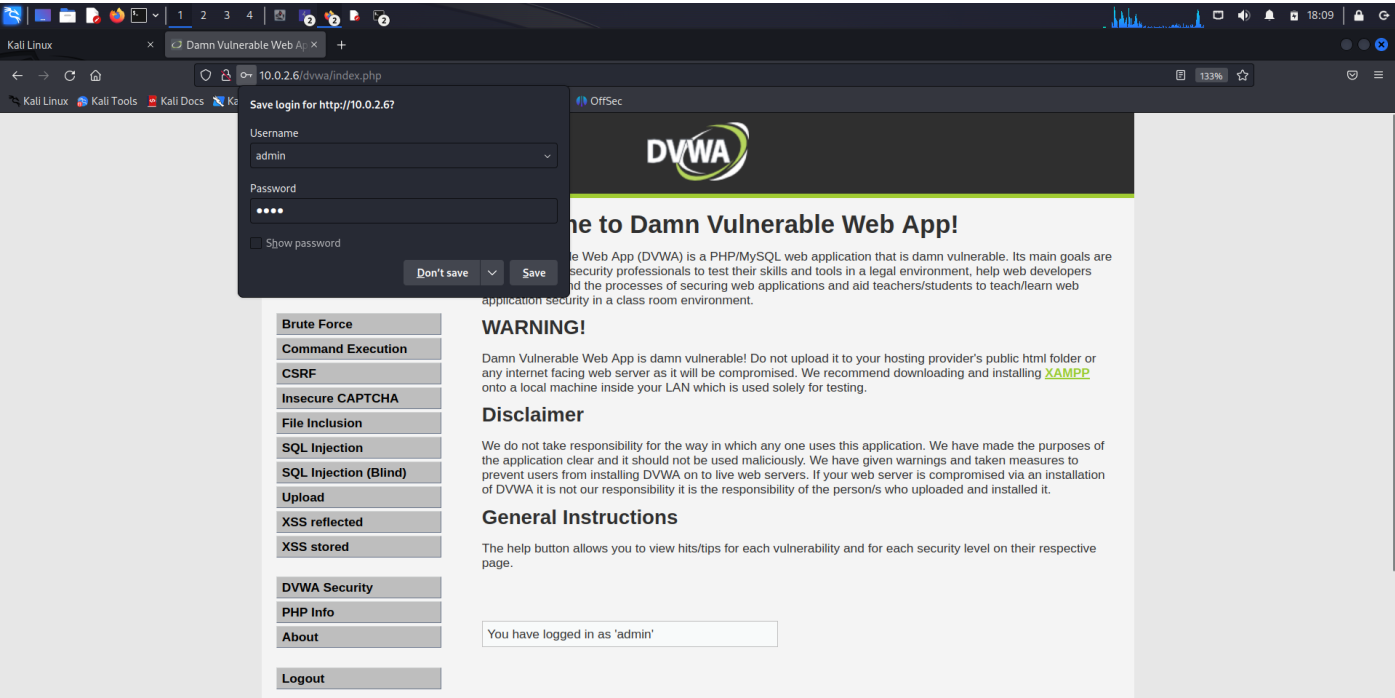 1 2 3 4
2
2
2
18:09
Kali Linux
Damn Vulnerable Web Ap
10.0.2.6/dvwa/index.php
133%
Kali Linux Kali Tools Kali Docs Ka OffSec
Save login for http://10.0.2.6?
Username
admin
Password
••••
Show password
Don't save
Save
DVWA
e to Damn Vulnerable Web App!
le Web App (DVWA) is a PHP/MySQL web application that is damn vulnerable. Its main goals are
security professionals to test their skills and tools in a legal environment, help web developers
nd the processes of securing web applications and aid teachers/students to teach/learn web
application security in a class room environment.
Brute Force
Command Execution
CSRF
Insecure CAPTCHA
File Inclusion
SQL Injection
SQL Injection (Blind)
Upload
XSS reflected
XSS stored
DVWA Security
PHP Info
About
Logout
WARNING!
Damn Vulnerable Web App is damn vulnerable! Do not upload it to your hosting provider's public html folder or
any internet facing web server as it will be compromised. We recommend downloading and installing XAMPP
onto a local machine inside your LAN which is used solely for testing.
Disclaimer
We do not take responsibility for the way in which any one uses this application. We have made the purposes of
the application clear and it should not be used maliciously. We have given warnings and taken measures to
prevent users from installing DVWA on to live web servers. If your web server is compromised via an installation
of DVWA it is not our responsibility it is the responsibility of the person/s who uploaded and installed it.
General Instructions
The help button allows you to view hits/tips for each vulnerability and for each security level on their respective
page.
You have logged in as 'admin'